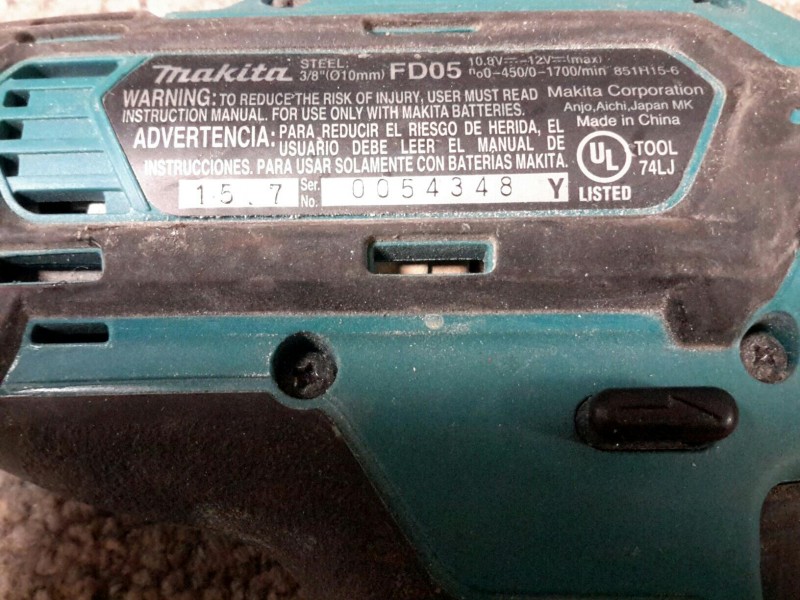 makita STEEL: 3/8"(Ø10mm) FD05 10.8V⎓-12V⎓(max) n₀0-450/0-1700/min 851H15-6
WARNING: TO REDUCE THE RISK OF INJURY, USER MUST READ
INSTRUCTION MANUAL. FOR USE ONLY WITH MAKITA BATTERIES.
ADVERTENCIA: PARA REDUCIR EL RIESGO DE HERIDA, EL
USUARIO DEBE LEER EL MANUAL DE
INSTRUCCIONES. PARA USAR SOLAMENTE CON BATERIAS MAKITA.
15.7 Ser. No. 0054348 Y
Makita Corporation
Anjo, Aichi, Japan MK
Made in China
UL
LISTED
TOOL
74LJ